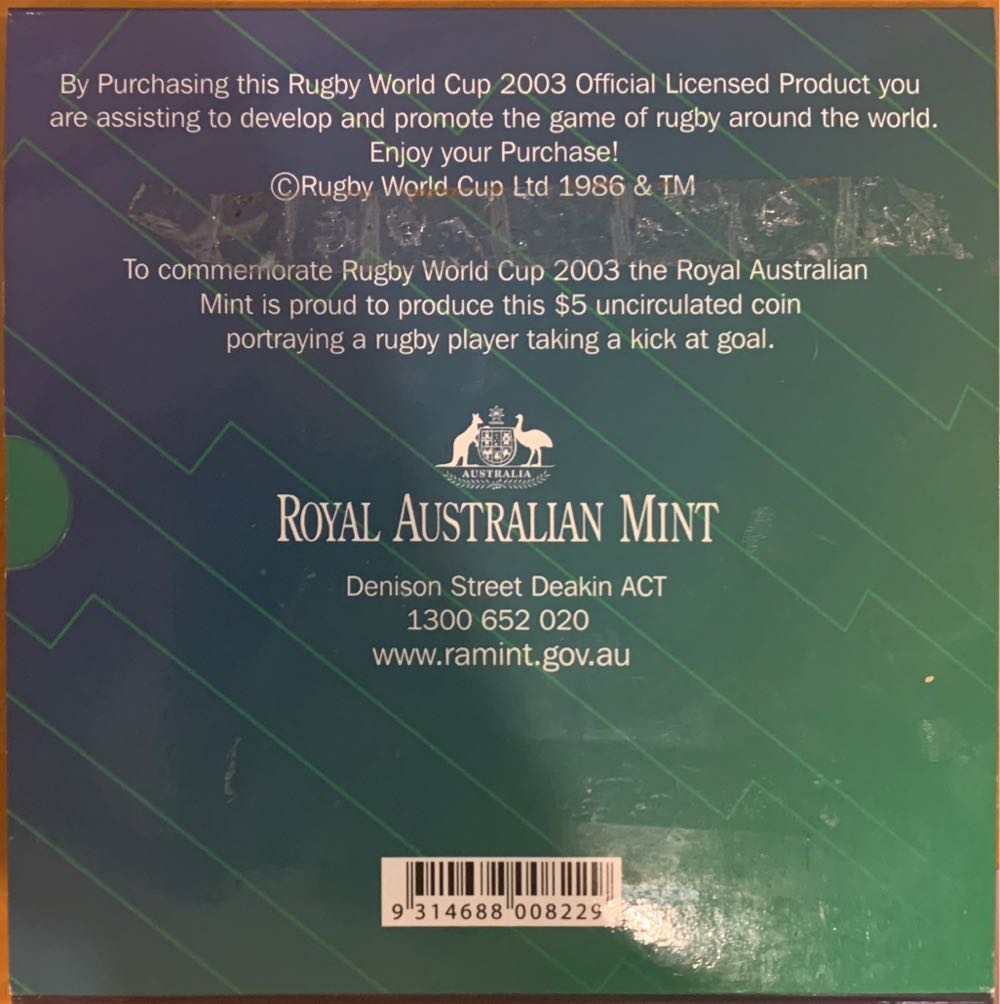 By Purchasing this Rugby World Cup 2003 Official Licensed Product you
are assisting to develop and promote the game of rugby around the world.
Enjoy your Purchase!
©Rugby World Cup Ltd 1986 & TM
To commemorate Rugby World Cup 2003 the Royal Australian
Mint is proud to produce this $5 uncirculated coin
portraying a rugby player taking a kick at goal.
AUSTRALIA
ROYAL AUSTRALIAN MINT
Denison Street Deakin ACT
1300 652 020
www.ramint.gov.au
9 314688 008229